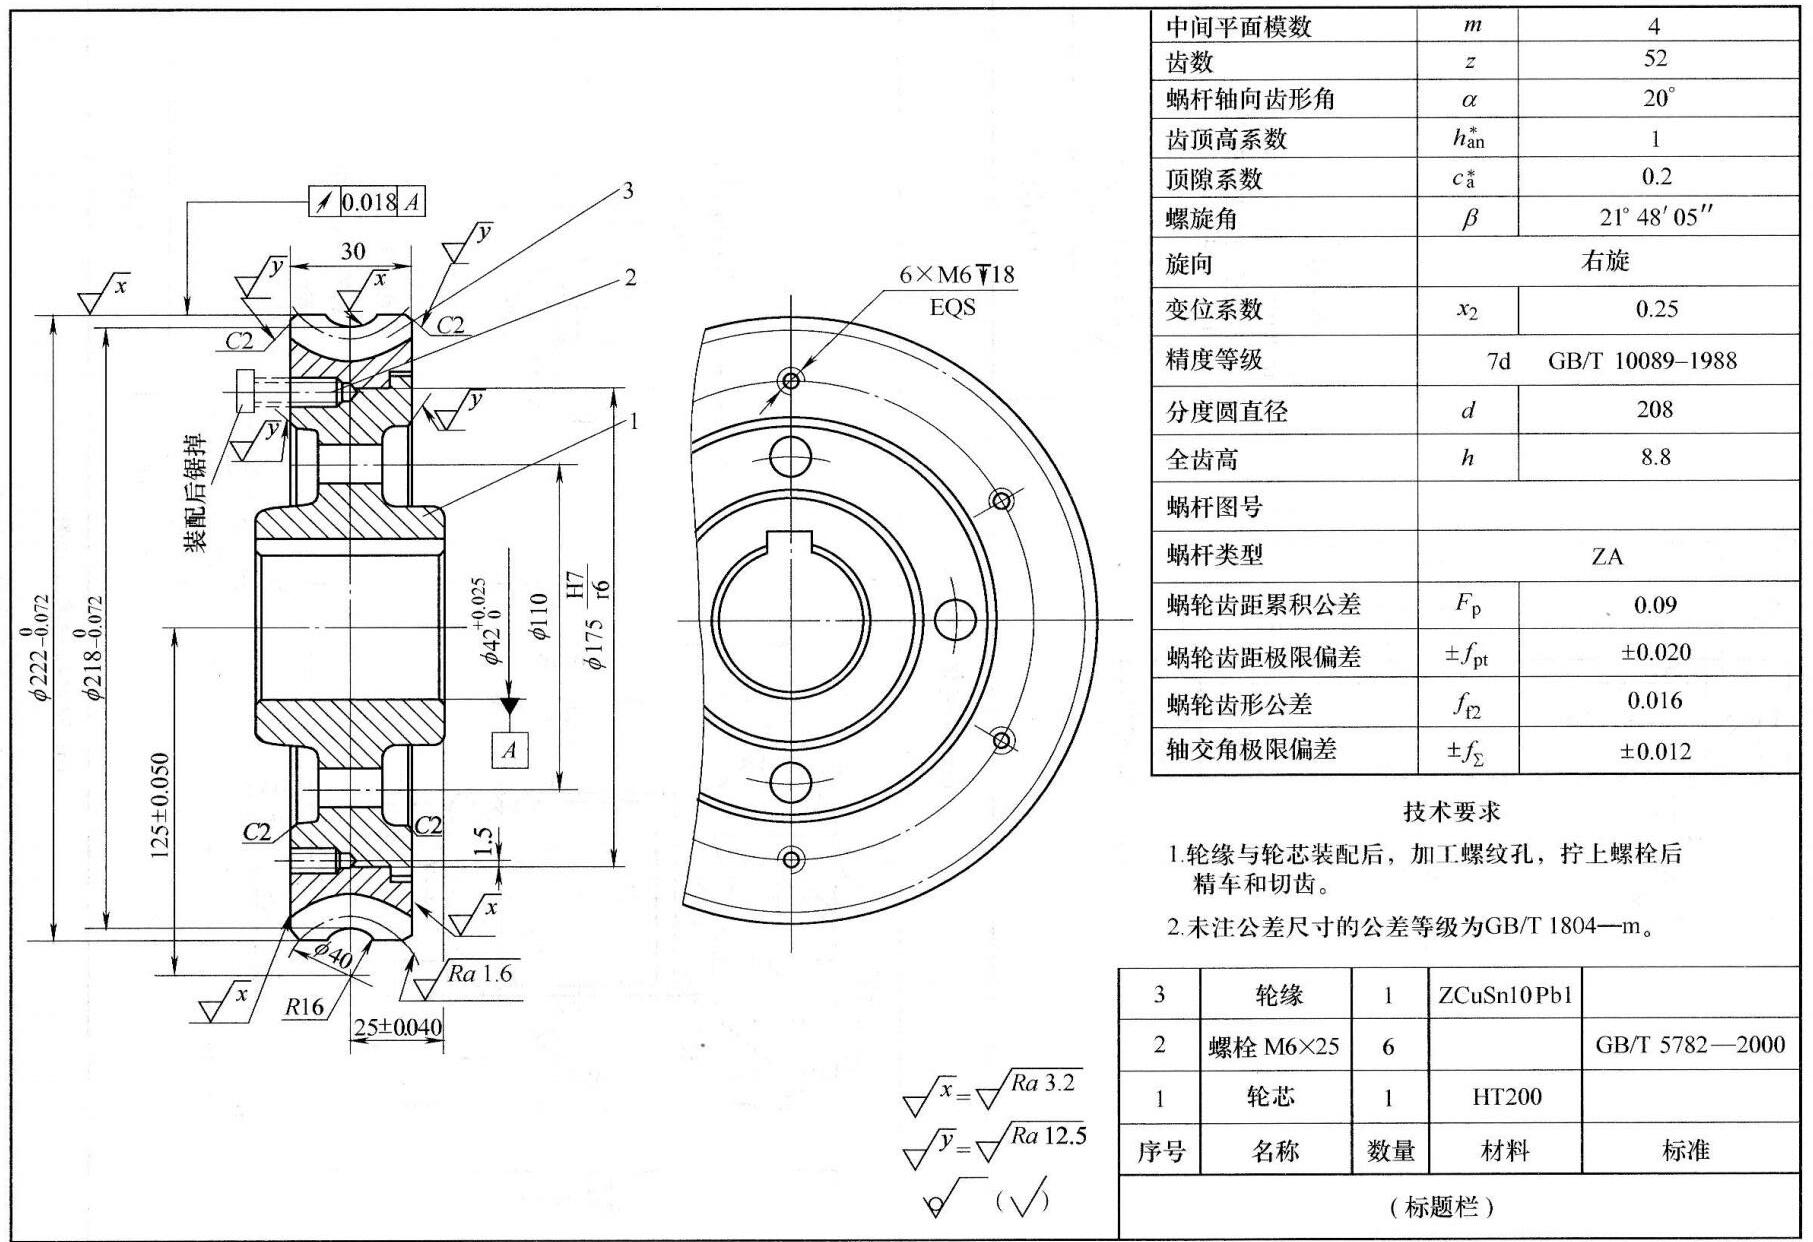 中间平面模数 m 4
齿数 z 52
蜗杆轴向齿形角 α 20°
齿顶高系数 h*an 1
顶隙系数 c*a 0.2
螺旋角 β 21°48′05″
旋向 右旋
变位系数 x2 0.25
精度等级 7d GB/T 10089–1988
分度圆直径 d 208
全齿高 h 8.8
蜗杆图号
蜗杆类型 ZA
蜗轮齿距累积公差 Fp 0.09
蜗轮齿距极限偏差 ±fpt ±0.020
蜗轮齿形公差 ff2 0.016
轴交角极限偏差 ±fΣ ±0.012
技术要求
1.轮缘与轮芯装配后，加工螺纹孔，拧上螺栓后
精车和切齿。
2.未注公差尺寸的公差等级为GB/T 1804—m。
3 轮缘 1 ZCuSn10Pb1
2 螺栓 M6×25 6 GB/T 5782—2000
1 轮芯 1 HT200
序号 名称 数量 材料 标准
（标题栏）
0.018 A
3
y
30
y
x
x
2
C2
C2
y
1
y
装配后锯掉
6×M6↧18
EQS
ϕ222 0 -0.072
ϕ218 0 -0.072
ϕ42 +0.025 0
ϕ110
ϕ175 H7/r6
A
125±0.050
C2
C2
1.5
x
ϕ40
Ra 1.6
x
R16
25±0.040
x = Ra 3.2
y = Ra 12.5
(√)